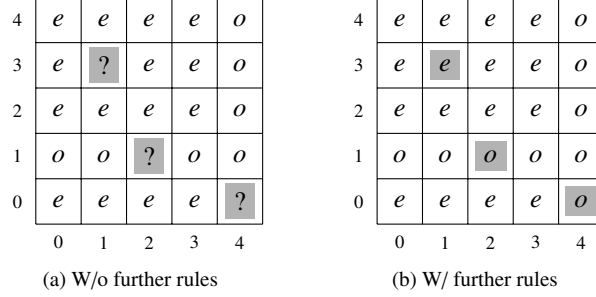 4 e e e e o
3 e ? e e o
2 e e e e o
1 o o ? o o
0 e e e e ?
0 1 2 3 4
(a) W/o further rules
4 e e e e o
3 e e e e o
2 e e e e o
1 o o o o o
0 e e e e o
0 1 2 3 4
(b) W/ further rules